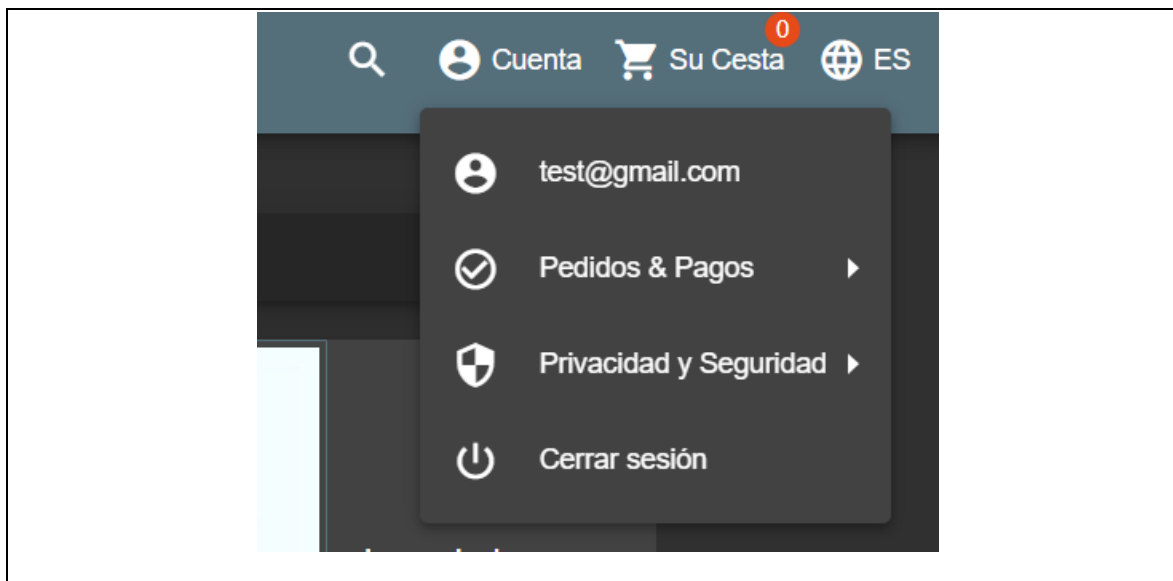 0
Cuenta Su Cesta ES
test@gmail.com
Pedidos & Pagos
Privacidad y Seguridad
Cerrar sesión